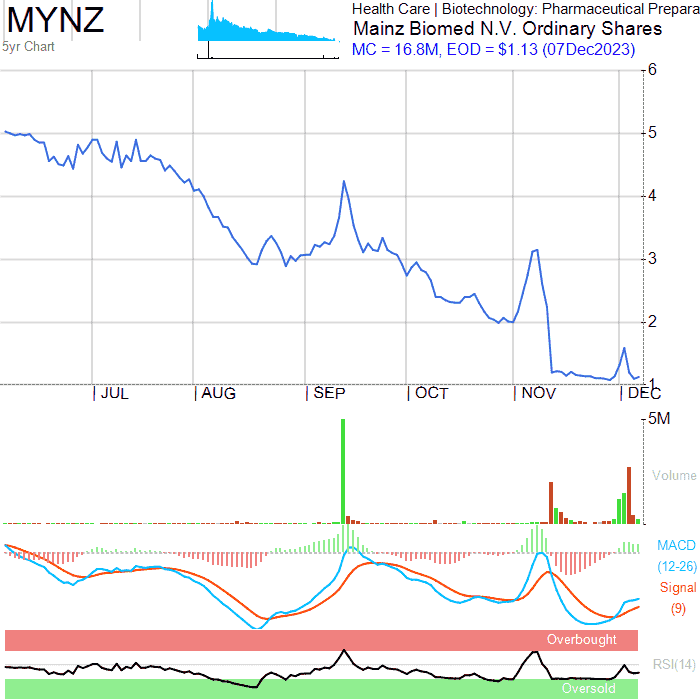 MYNZ
5yr Chart
Health Care | Biotechnology: Pharmaceutical Prepara
Mainz Biomed N.V. Ordinary Shares
MC = 16.8M, EOD = $1.13 (07Dec2023)
6
5
4
3
2
1
JUL AUG SEP OCT NOV DEC
5M
Volume
MACD
(12-26)
Signal
(9)
Overbought
RSI(14)
Oversold